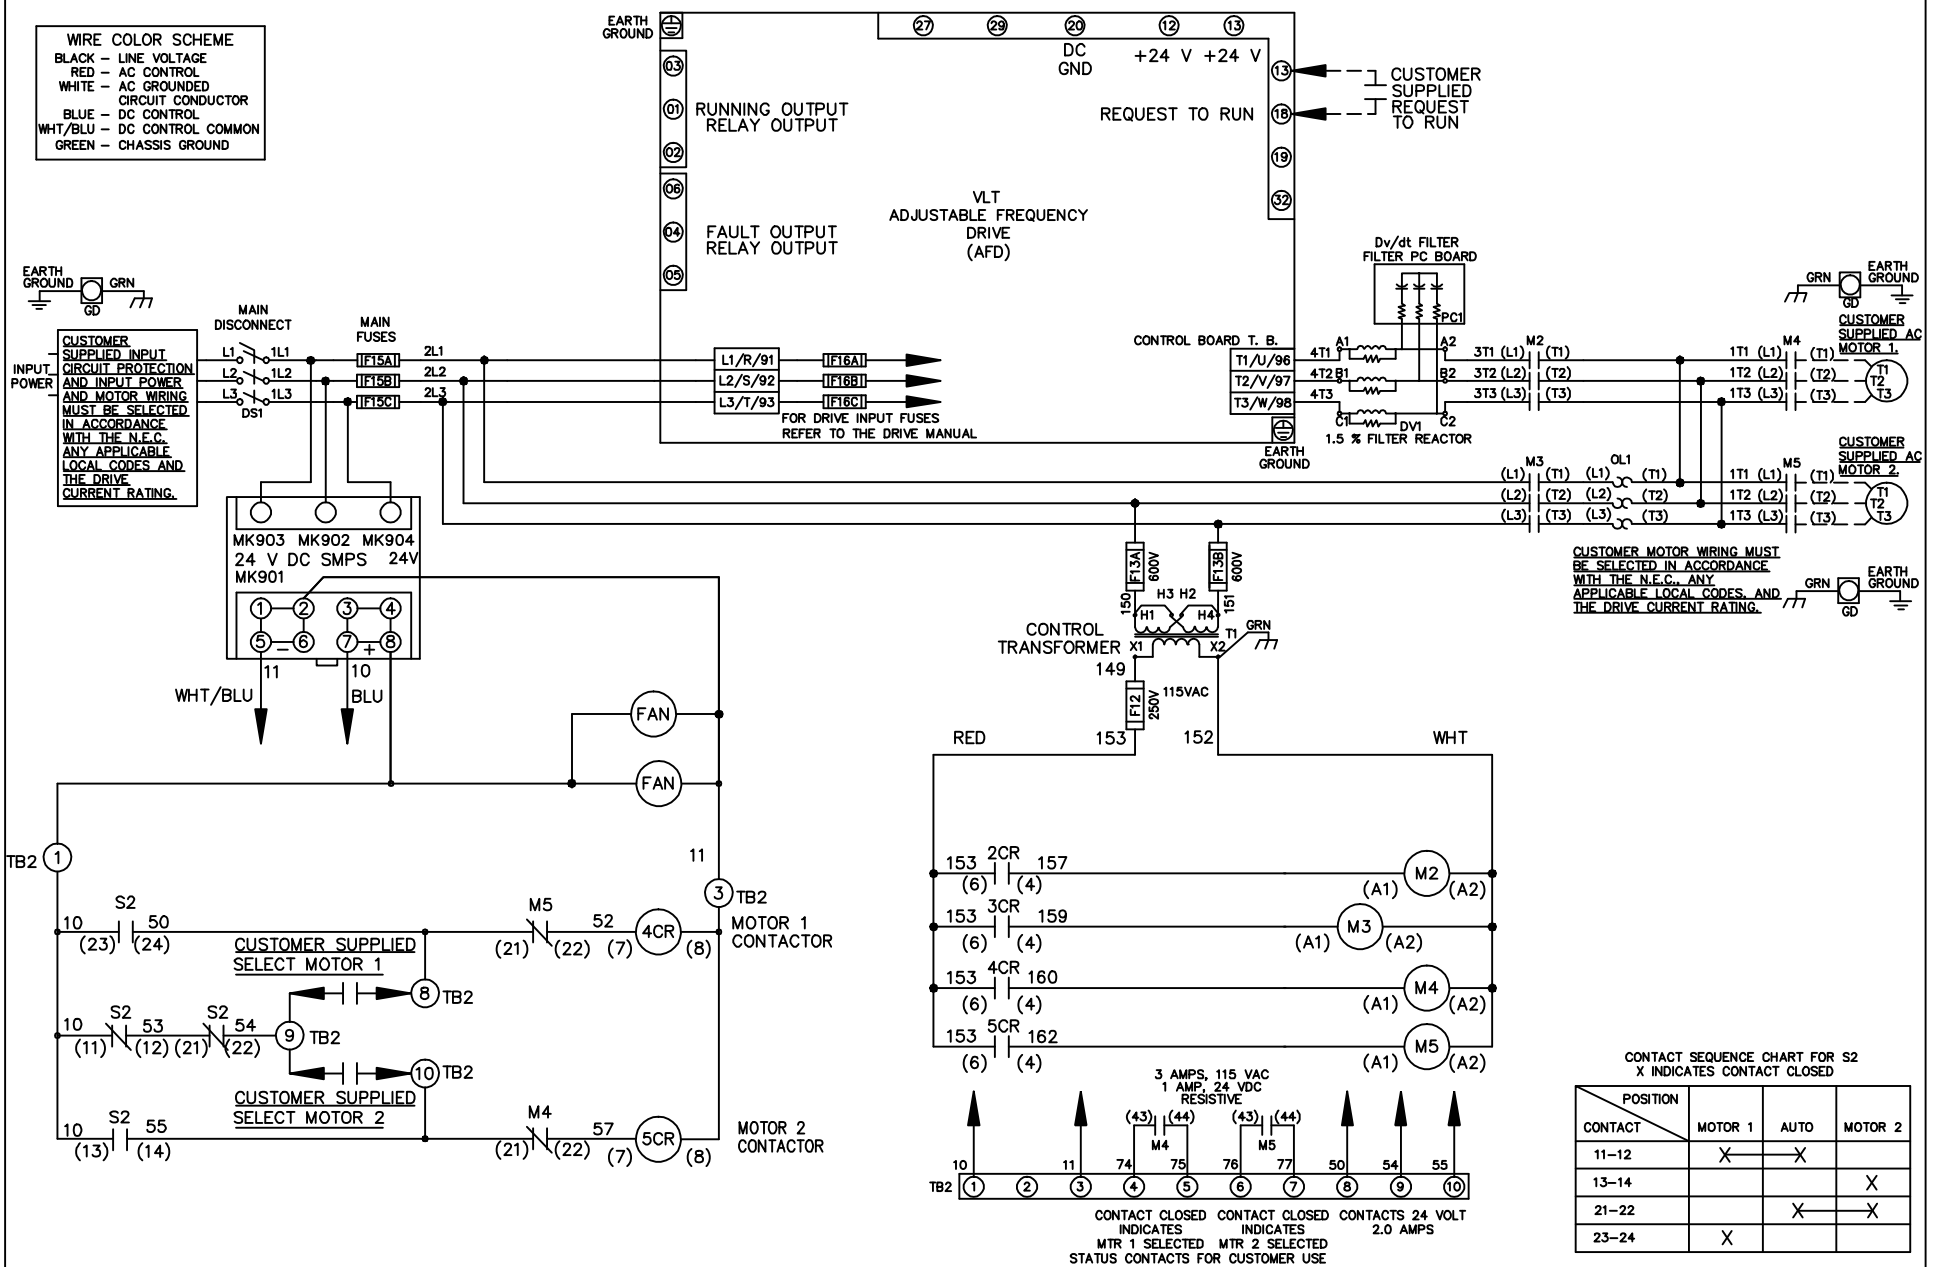 WIRE COLOR SCHEME
BLACK – LINE VOLTAGE
RED – AC CONTROL
WHITE – AC GROUNDED
CIRCUIT CONDUCTOR
BLUE – DC CONTROL
WHT/BLU – DC CONTROL COMMON
GREEN – CHASSIS GROUND
EARTH
GROUND
27 29 20 12 13
DC
GND
+24 V +24 V
03
01
02
RUNNING OUTPUT
RELAY OUTPUT
06
04
05
FAULT OUTPUT
RELAY OUTPUT
13
18
19
32
REQUEST TO RUN
CUSTOMER
SUPPLIED
REQUEST
TO RUN
VLT
ADJUSTABLE FREQUENCY
DRIVE
(AFD)
EARTH
GROUND
GRN
GD
CUSTOMER
SUPPLIED INPUT
CIRCUIT PROTECTION
AND INPUT POWER
AND MOTOR WIRING
MUST BE SELECTED
IN ACCORDANCE
WITH THE N.E.C.
ANY APPLICABLE
LOCAL CODES AND
THE DRIVE
CURRENT RATING.
INPUT
POWER
MAIN
DISCONNECT
L1 1L1
L2 1L2
L3 1L3
DS1
MAIN
FUSES
F15A 2L1
F15B 2L2
F15C 2L3
L1/R/91 F16A
L2/S/92 F16B
L3/T/93 F16C
FOR DRIVE INPUT FUSES
REFER TO THE DRIVE MANUAL
CONTROL BOARD T. B.
T1/U/96 4T1 A1 A2
T2/V/97 4T2 B1 B2
T3/W/98 4T3 C1 C2
EARTH
GROUND
Dv/dt FILTER
FILTER PC BOARD
PC1
DV1
1.5 % FILTER REACTOR
M2
3T1 (L1) (T1)
3T2 (L2) (T2)
3T3 (L3) (T3)
M4
1T1 (L1) (T1)
1T2 (L2) (T2)
1T3 (L3) (T3)
T1
T2
T3
GRN
GD
EARTH
GROUND
CUSTOMER
SUPPLIED AC
MOTOR 1.
M3 OL1
(L1) (T1) (L1) (T1)
(L2) (T2) (L2) (T2)
(L3) (T3) (L3) (T3)
M5
1T1 (L1) (T1)
1T2 (L2) (T2)
1T3 (L3) (T3)
T1
T2
T3
CUSTOMER
SUPPLIED AC
MOTOR 2.
CUSTOMER MOTOR WIRING MUST
BE SELECTED IN ACCORDANCE
WITH THE N.E.C., ANY
APPLICABLE LOCAL CODES, AND
THE DRIVE CURRENT RATING.
GRN
GD
EARTH
GROUND
MK903 MK902 MK904
24 V DC SMPS 24V
MK901
1 2 3 4
5 – 6 7 + 8
11 10
WHT/BLU BLU
FAN
FAN
F13A 600V
F13B 600V
150 151
H1 H3 H2 H4
CONTROL
TRANSFORMER
X1 X2 T1 GRN
149
F12 250V
115VAC
153 152
RED WHT
TB2 1
11
3 TB2
S2
10 50
(23) (24)
M5
(21) (22)
52
(7) 4CR (8)
MOTOR 1
CONTACTOR
CUSTOMER SUPPLIED
SELECT MOTOR 1
8 TB2
S2 S2
10 53 54
(11) (12) (21) (22)
9 TB2
10 TB2
CUSTOMER SUPPLIED
SELECT MOTOR 2
S2
10 55
(13) (14)
M4
(21) (22)
57
(7) 5CR (8)
MOTOR 2
CONTACTOR
153 2CR 157
(6) (4)
(A1) M2 (A2)
153 3CR 159
(6) (4)
(A1) M3 (A2)
153 4CR 160
(6) (4)
(A1) M4 (A2)
153 5CR 162
(6) (4)
(A1) M5 (A2)
3 AMPS, 115 VAC
1 AMP, 24 VDC
RESISTIVE
(43) (44) (43) (44)
M4 M5
10 11 74 75 76 77 50 54 55
TB2 1 2 3 4 5 6 7 8 9 10
CONTACT CLOSED
INDICATES
MTR 1 SELECTED
CONTACT CLOSED
INDICATES
MTR 2 SELECTED
STATUS CONTACTS FOR CUSTOMER USE
CONTACTS 24 VOLT
2.0 AMPS
CONTACT SEQUENCE CHART FOR S2
X INDICATES CONTACT CLOSED
POSITION
CONTACT MOTOR 1 AUTO MOTOR 2
11–12 X X
13–14 X
21–22 X X
23–24 X